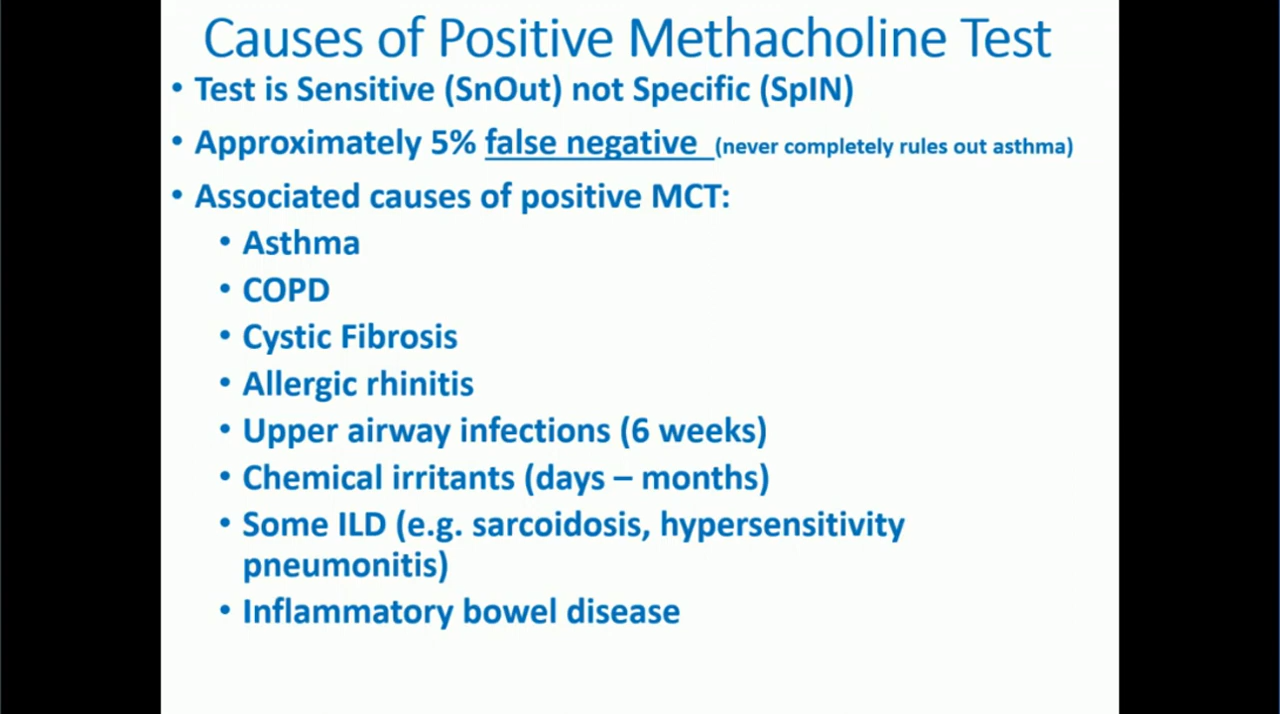 Causes of Positive Methacholine Test
• Test is Sensitive (SnOut) not Specific (SpIN)
• Approximately 5% false negative (never completely rules out asthma)
• Associated causes of positive MCT:
• Asthma
• COPD
• Cystic Fibrosis
• Allergic rhinitis
• Upper airway infections (6 weeks)
• Chemical irritants (days – months)
• Some ILD (e.g. sarcoidosis, hypersensitivity
pneumonitis)
• Inflammatory bowel disease